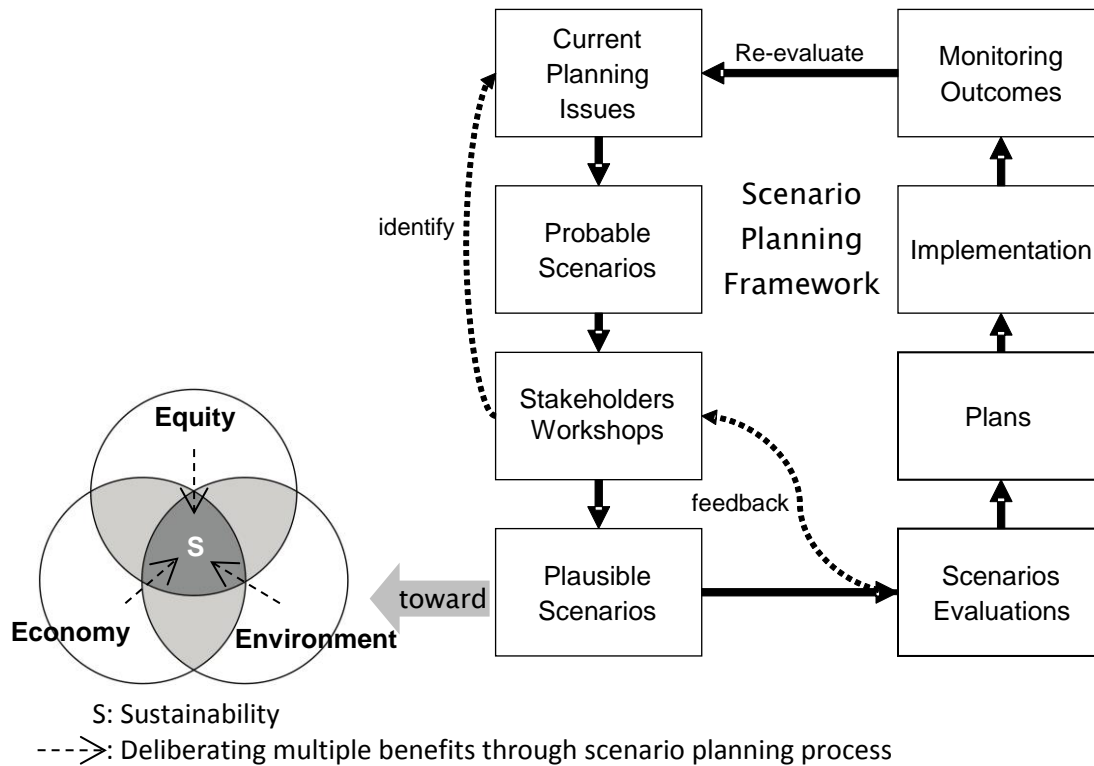 Current
Planning
Issues
Re-evaluate
Monitoring
Outcomes
identify
Probable
Scenarios
Scenario
Planning
Framework
Implementation
Stakeholders
Workshops
Plans
feedback
Plausible
Scenarios
Scenarios
Evaluations
toward
Equity
S
Economy
Environment
S: Sustainability
: Deliberating multiple benefits through scenario planning process